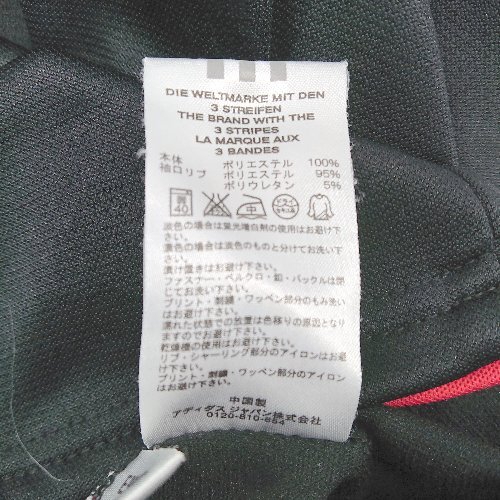 DIE WELTMARKE MIT DEN
3 STREIFEN
THE BRAND WITH THE
3 STRIPES
LA MARQUE AUX
3 BANDES
本体 ポリエステル 100%
袖口リブ ポリエステル 95%
ポリウレタン 5%
40 中 ドライ セキユ系
淡色の場合は蛍光増白剤の使用はお避け下さい。
濃色の場合は淡色のものと分けてお洗い下さい。
漬け置きはお避け下さい。
ファスナー・ベルクロ・釦・バックルは閉じてお洗い下さい。
プリント・刺繍・ワッペン部分のもみ洗いはお避け下さい。
濡れた状態での放置は色移りの原因となりますのでお避け下さい。
乾燥機の使用はお避け下さい。
リブ・シャーリング部分のアイロンはお避け下さい。
プリント・刺繍・ワッペン部分のアイロンはお避け下さい。
中国製
アディダス ジャパン株式会社
0120-810-654